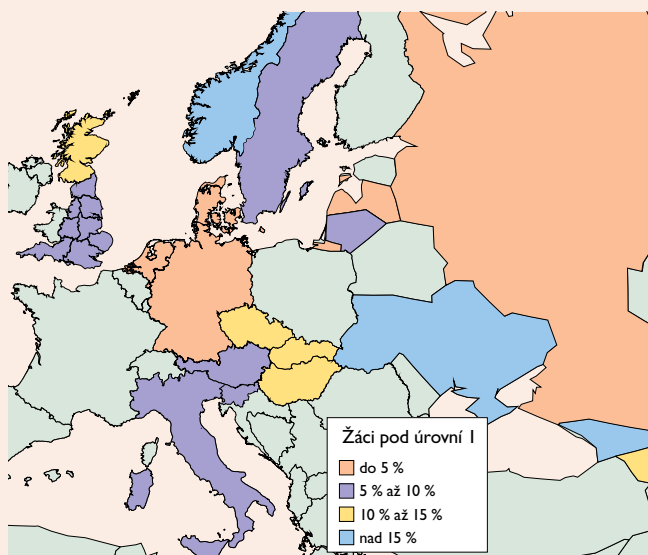 Žáci pod úrovní 1
do 5 %
5 % až 10 %
10 % až 15 %
nad 15 %